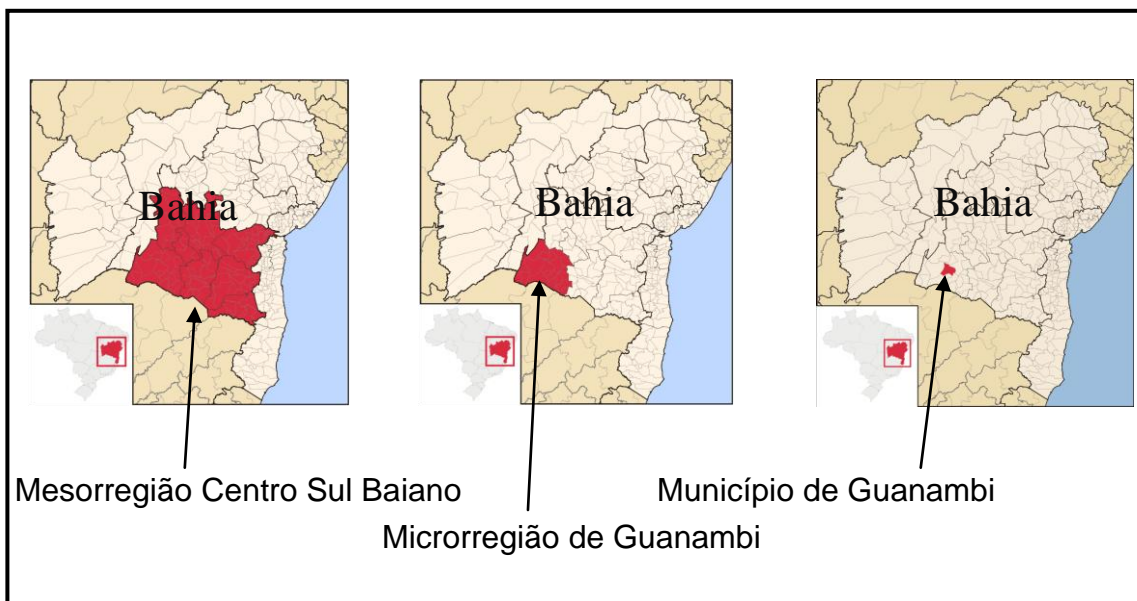 Bahia
Bahia
Bahia
Mesorregião Centro Sul Baiano
Município de Guanambi
Microrregião de Guanambi